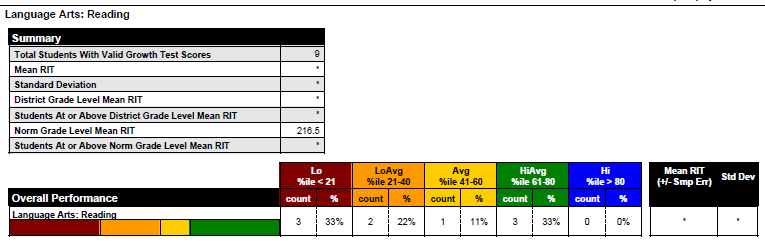 Language Arts: Reading
Summary
Total Students With Valid Growth Test Scores 9
Mean RIT *
Standard Deviation *
District Grade Level Mean RIT *
Students At or Above District Grade Level Mean RIT *
Norm Grade Level Mean RIT 216.5
Students At or Above Norm Grade Level Mean RIT *
Lo LoAvg Avg HiAvg Hi Mean RIT Std Dev
%ile < 21 %ile 21-40 %ile 41-60 %ile 61-80 %ile > 80 (+/- Smp Err)
Overall Performance count % count % count % count % count %
Language Arts: Reading 3 33% 2 22% 1 11% 3 33% 0 0% * *